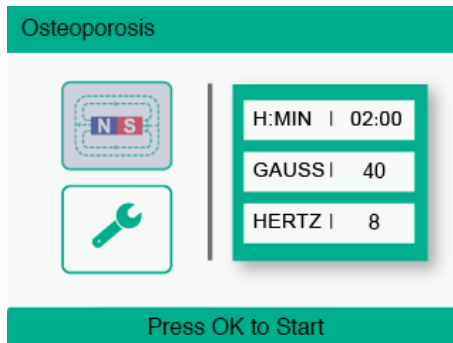 Osteoporosis
N S
H:MIN | 02:00
GAUSS | 40
HERTZ | 8
Press OK to Start